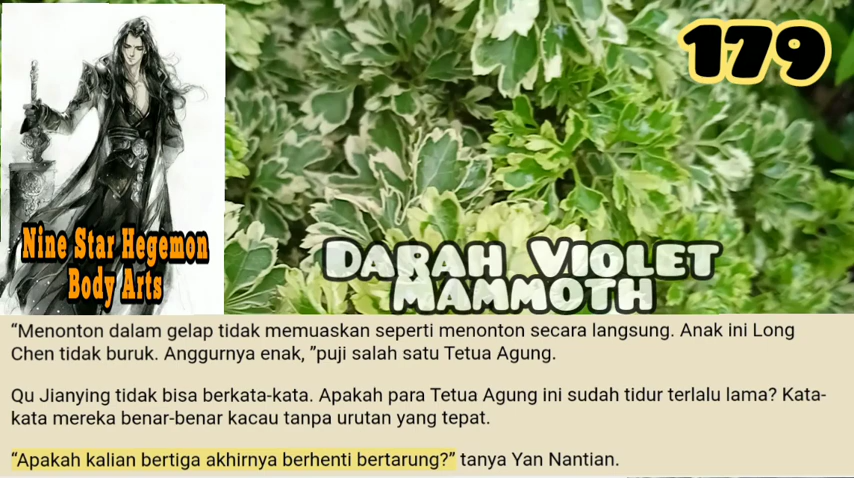 179
Nine Star Hegemon
Body Arts
Darah Violet
Mammoth
“Menonton dalam gelap tidak memuaskan seperti menonton secara langsung. Anak ini Long
Chen tidak buruk. Anggurnya enak, ”puji salah satu Tetua Agung.
Qu Jianying tidak bisa berkata-kata. Apakah para Tetua Agung ini sudah tidur terlalu lama? Kata-
kata mereka benar-benar kacau tanpa urutan yang tepat.
“Apakah kalian bertiga akhirnya berhenti bertarung?” tanya Yan Nantian.